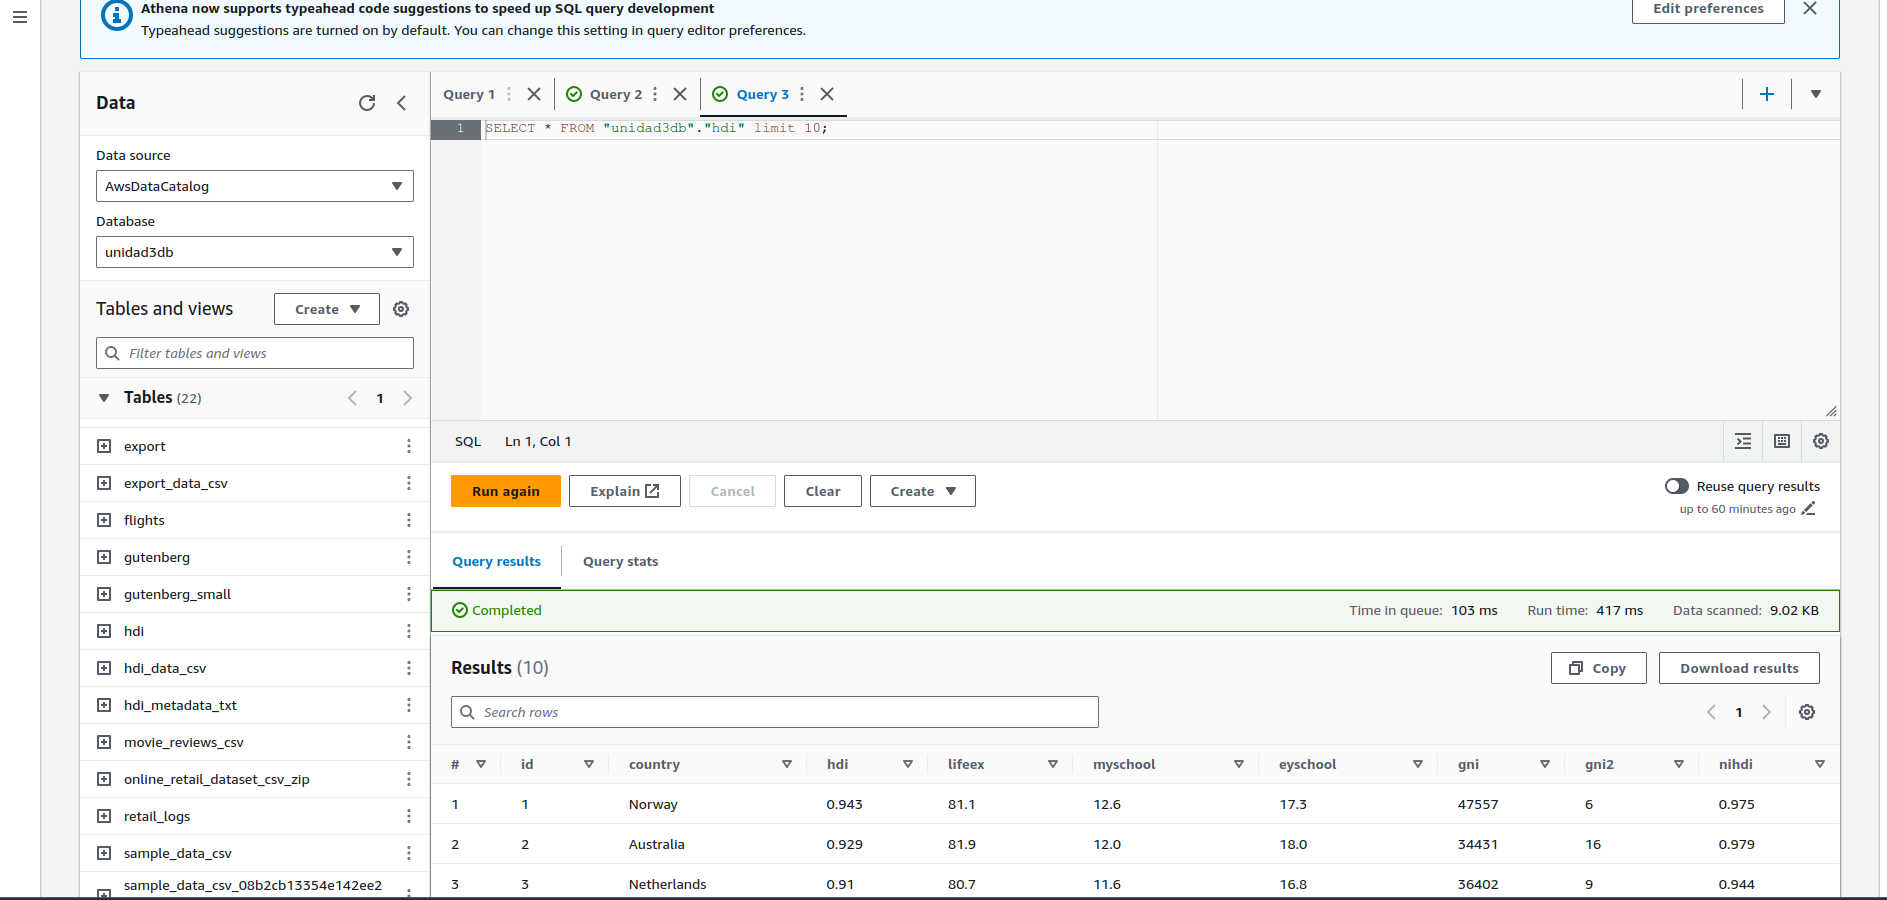 Athena now supports typeahead code suggestions to speed up SQL query development
Typeahead suggestions are turned on by default. You can change this setting in query editor preferences.
Edit preferences
Data
Data source
AwsDataCatalog
Database
unidad3db
Tables and views
Create
Filter tables and views
Tables (22)
1
export
export_data_csv
flights
gutenberg
gutenberg_small
hdi
hdi_data_csv
hdi_metadata_txt
movie_reviews_csv
online_retail_dataset_csv_zip
retail_logs
sample_data_csv
sample_data_csv_08b2cb13354e142ee2
Query 1
Query 2
Query 3
1 SELECT * FROM "unidad3db"."hdi" limit 10;
SQL Ln 1, Col 1
Run again Explain Cancel Clear Create
Reuse query results
up to 60 minutes ago
Query results Query stats
Completed Time in queue: 103 ms Run time: 417 ms Data scanned: 9.02 KB
Results (10)
Copy Download results
Search rows
1
# id country hdi lifeex myschool eyschool gni gni2 nihdi
1 1 Norway 0.943 81.1 12.6 17.3 47557 6 0.975
2 2 Australia 0.929 81.9 12.0 18.0 34431 16 0.979
3 3 Netherlands 0.91 80.7 11.6 16.8 36402 9 0.944